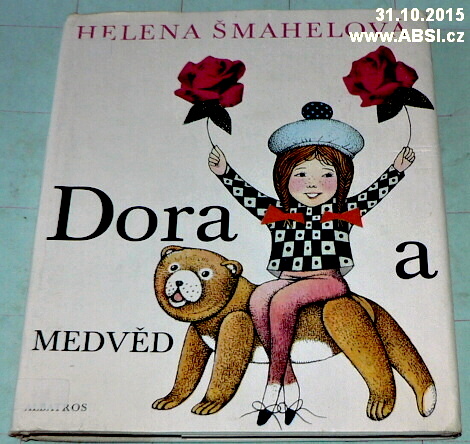 31.10.2015
www.ABSI.cz
HELENA ŠMAHELOVÁ
Dora
a
MEDVĚD
ALBATROS